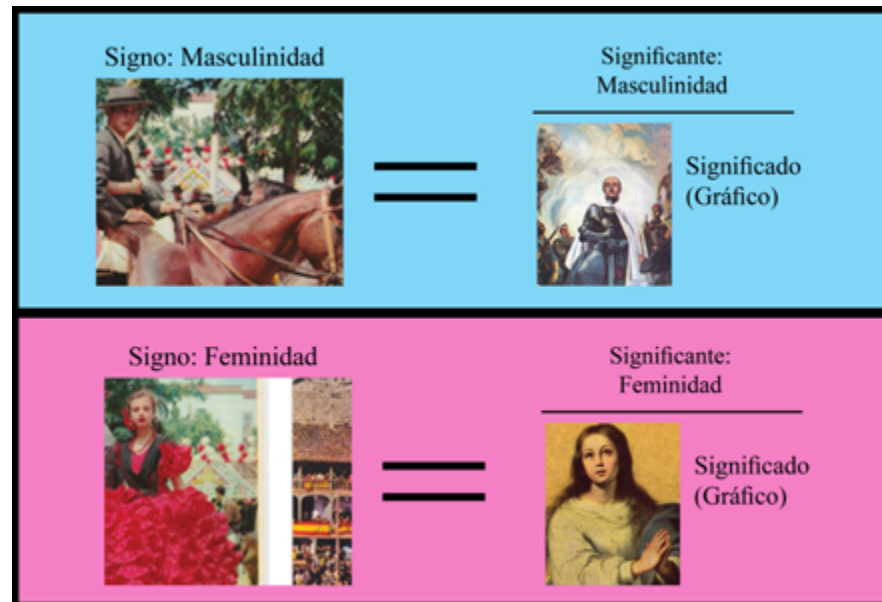 Signo: Masculinidad
Significante:
Masculinidad
Significado
(Gráfico)
Signo: Feminidad
Significante:
Feminidad
Significado
(Gráfico)